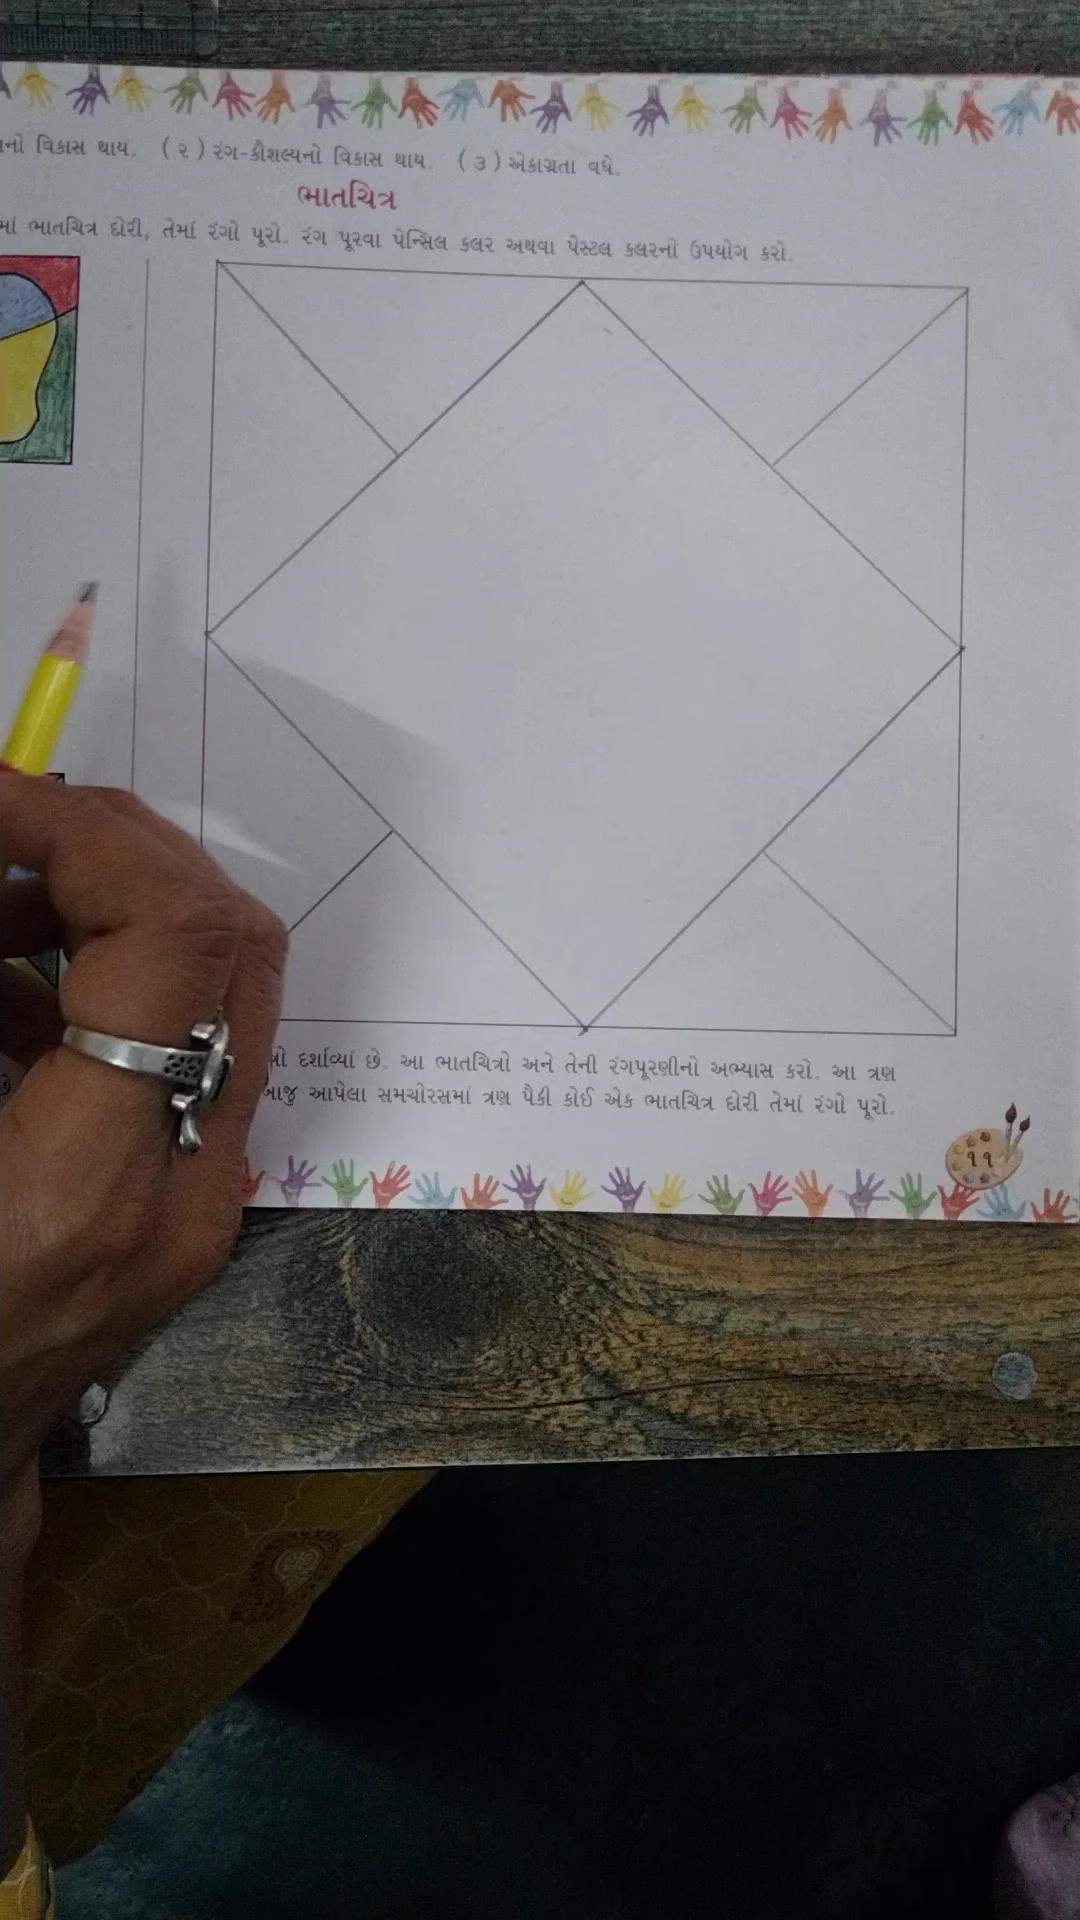 વિકાસ થાય. (૨) રંગ-કૌશલ્યનો વિકાસ થાય. (૩) એકાગ્રતા વધે.
ભાતચિત્ર
ભાતચિત્ર દોરી, તેમાં રંગો પૂરો. રંગ પૂરવા પેન્સિલ કલર અથવા પેસ્ટલ કલરનો ઉપયોગ કરો.
દર્શાવ્યાં છે. આ ભાતચિત્રો અને તેની રંગપૂરણીનો અભ્યાસ કરો. આ ત્રણ
બાજુ આપેલા સમચોરસમાં ત્રણ પૈકી કોઈ એક ભાતચિત્ર દોરી તેમાં રંગો પૂરો.
૧૧